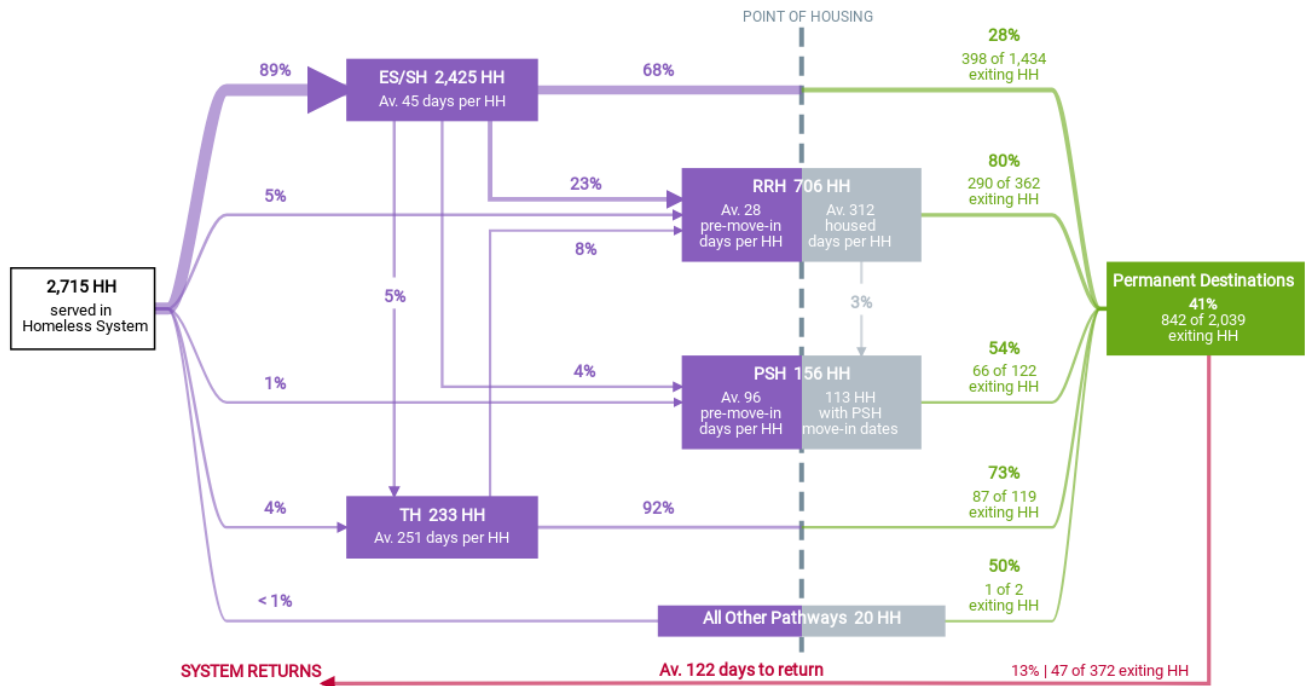 POINT OF HOUSING
28%
398 of 1,434
exiting HH
89%
ES/SH 2,425 HH
Av. 45 days per HH
68%
80%
290 of 362
exiting HH
5%
23%
RRH 706 HH
Av. 28
pre-move-in
days per HH
Av. 312
housed
days per HH
8%
2,715 HH
served in
Homeless System
5%
3%
Permanent Destinations
41%
842 of 2,039
exiting HH
54%
66 of 122
exiting HH
1%
4%
PSH 156 HH
Av. 96
pre-move-in
days per HH
113 HH
with PSH
move-in dates
73%
87 of 119
exiting HH
4%
TH 233 HH
Av. 251 days per HH
92%
50%
1 of 2
exiting HH
< 1%
All Other Pathways 20 HH
SYSTEM RETURNS
Av. 122 days to return
13% | 47 of 372 exiting HH